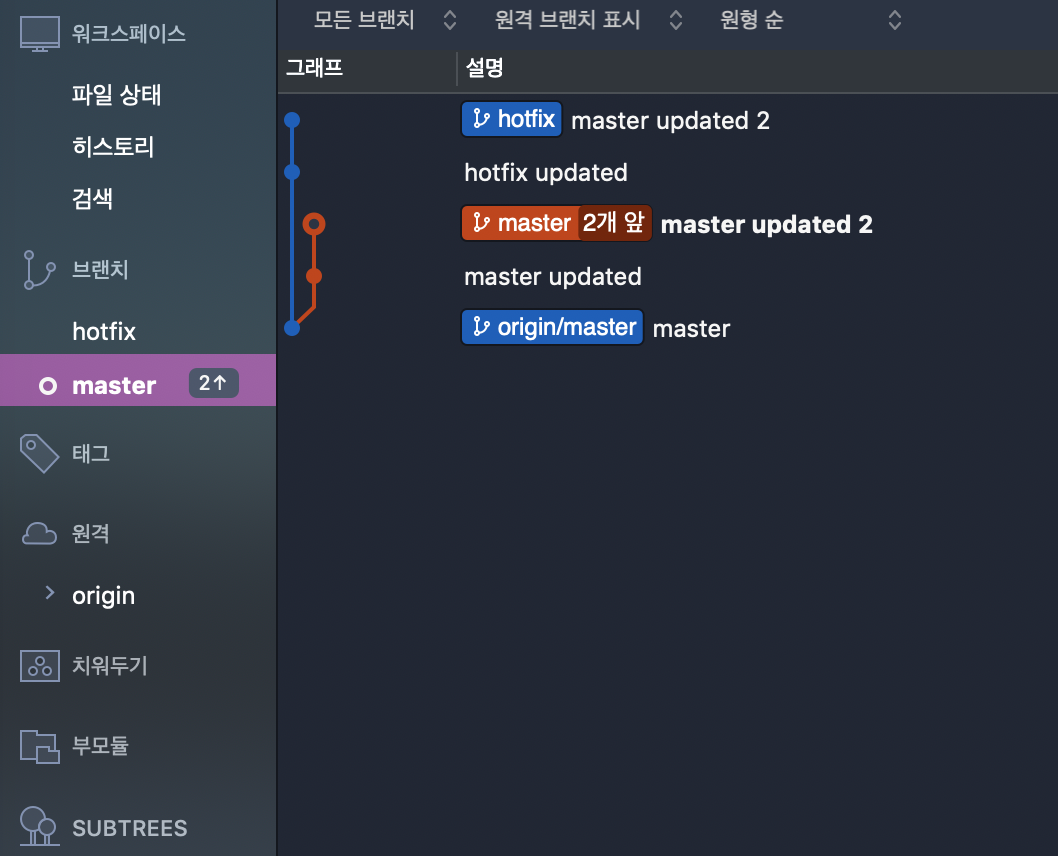 워크스페이스
파일 상태
히스토리
검색
브랜치
hotfix
master 2↑
태그
원격
origin
치워두기
부모듈
SUBTREES
모든 브랜치 원격 브랜치 표시 원형 순
그래프 설명
hotfix master updated 2
hotfix updated
master 2개 앞 master updated 2
master updated
origin/master master